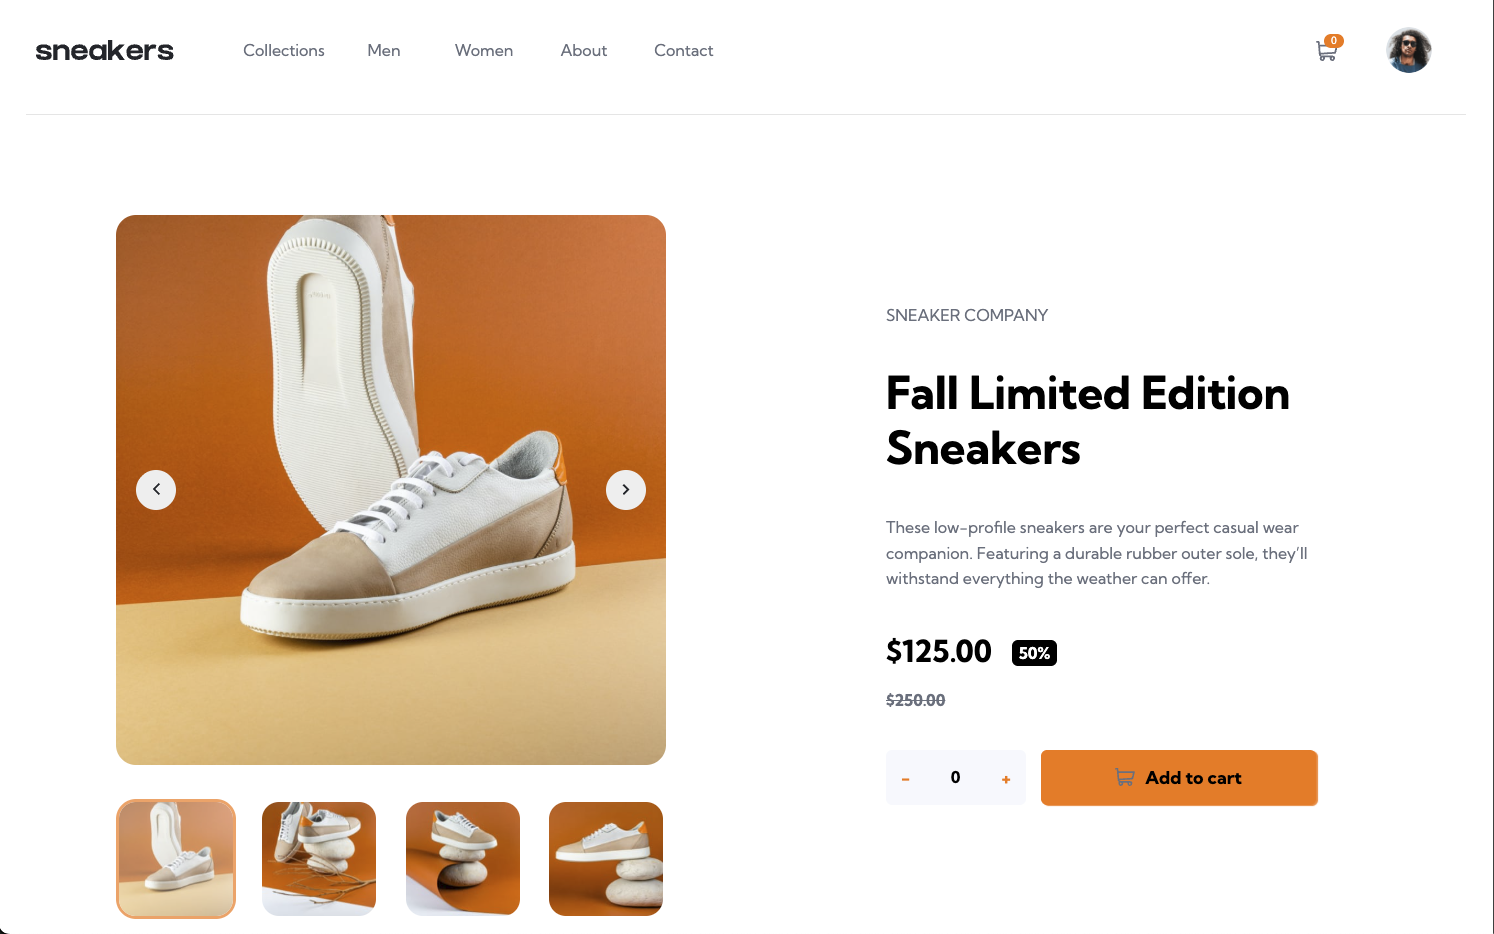 sneakers
Collections Men Women About Contact
0
SNEAKER COMPANY
Fall Limited Edition
Sneakers
These low-profile sneakers are your perfect casual wear
companion. Featuring a durable rubber outer sole, they'll
withstand everything the weather can offer.
$125.00 50%
$250.00
- 0 +
Add to cart